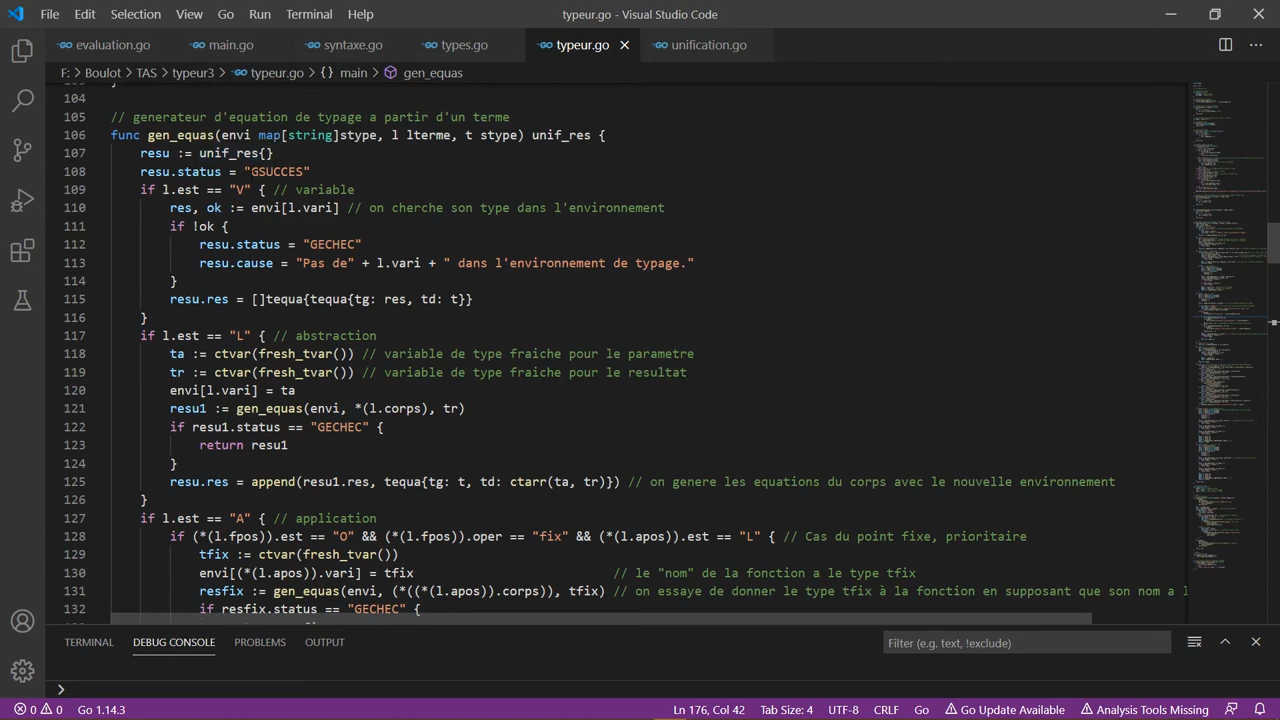 File Edit Selection View Go Run Terminal Help
typeur.go - Visual Studio Code
evaluation.go main.go syntaxe.go types.go typeur.go unification.go
F: > Boulot > TAS > typeur3 > typeur.go > {} main > gen_equas
104
105 // generateur d'equation de typage a partir d'un terme
106 func gen_equas(envi map[string]stype, l lterme, t stype) unif_res {
107 resu := unif_res{}
108 resu.status = "SUCCES"
109 if l.est == "V" { // variable
110 res, ok := envi[l.vari] // on cherche son type dans l'environnement
111 if !ok {
112 resu.status = "GECHEC"
113 resu.cause = "Pas de" + l.vari + " dans l'environnement de typage."
114 }
115 resu.res = []tequa{tequa{g: res, d: t}}
116 }
117 if l.est == "L" { // abstraction
118 ta := ctvar(fresh_tvar()) // variable de type fraiche pour le parametre
119 tr := ctvar(fresh_tvar()) // variable de type fraiche pour le resultat
120 envi[l.vari] = ta
121 resu1 := gen_equas(envi, *(l.corps), tr)
122 if resu1.status == "GECHEC" {
123 return resu1
124 }
125 resu.res = append(resu1.res, tequa{g: t, d: ctarr(ta, tr)}) // on genere les equations du corps avec le nouvelle environnement
126 }
127 if l.est == "A" { // application
128 if (*(l.fpos)).est == "O" && (*(l.fpos)).oper == "fix" && (*(l.apos)).est == "L" { // cas du point fixe, prioritaire
129 tfix := ctvar(fresh_tvar())
130 envi[(*(l.apos)).vari] = tfix // le "nom" de la fonction a le type tfix
131 resfix := gen_equas(envi, (*((*(l.apos)).corps)), tfix) // on essaye de donner le type tfix à la fonction en supposant que son nom a l
132 if resfix.status == "GECHEC" {
TERMINAL DEBUG CONSOLE PROBLEMS OUTPUT
Filter (e.g. text, !exclude)
0 0 Go 1.14.3 Ln 176, Col 42 Tab Size: 4 UTF-8 CRLF Go Go Update Available Analysis Tools Missing